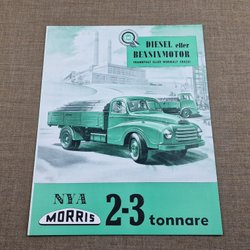 DIESEL eller
BENSINMOTOR
NYA
MORRIS
2-3 tonnare